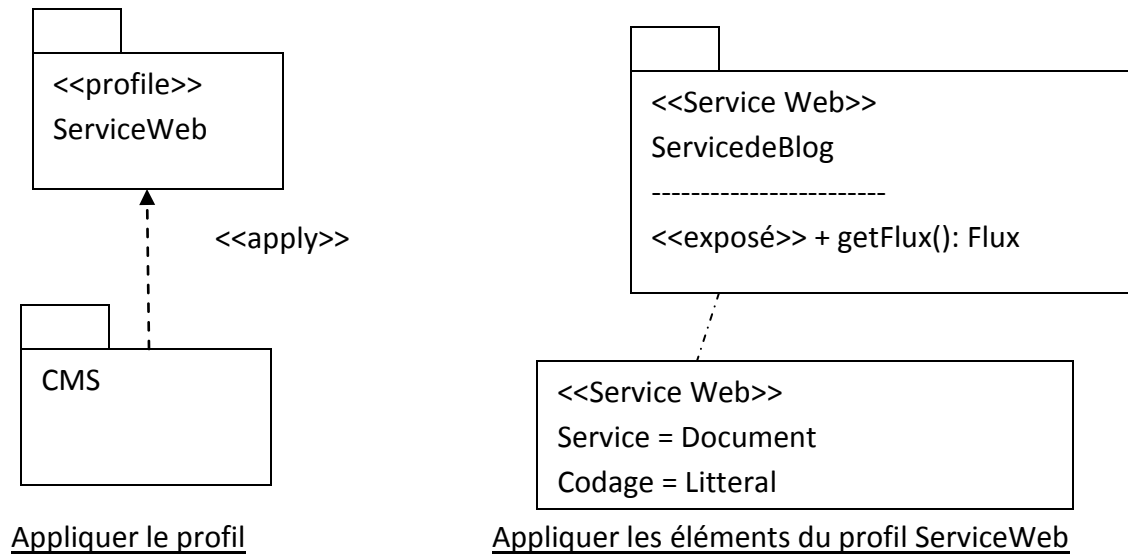 <<profile>>
ServiceWeb
<<apply>>
CMS
Appliquer le profil
<<Service Web>>
ServicedeBlog
------------------------
<<exposé>> + getFlux(): Flux
<<Service Web>>
Service = Document
Codage = Litteral
Appliquer les éléments du profil ServiceWeb